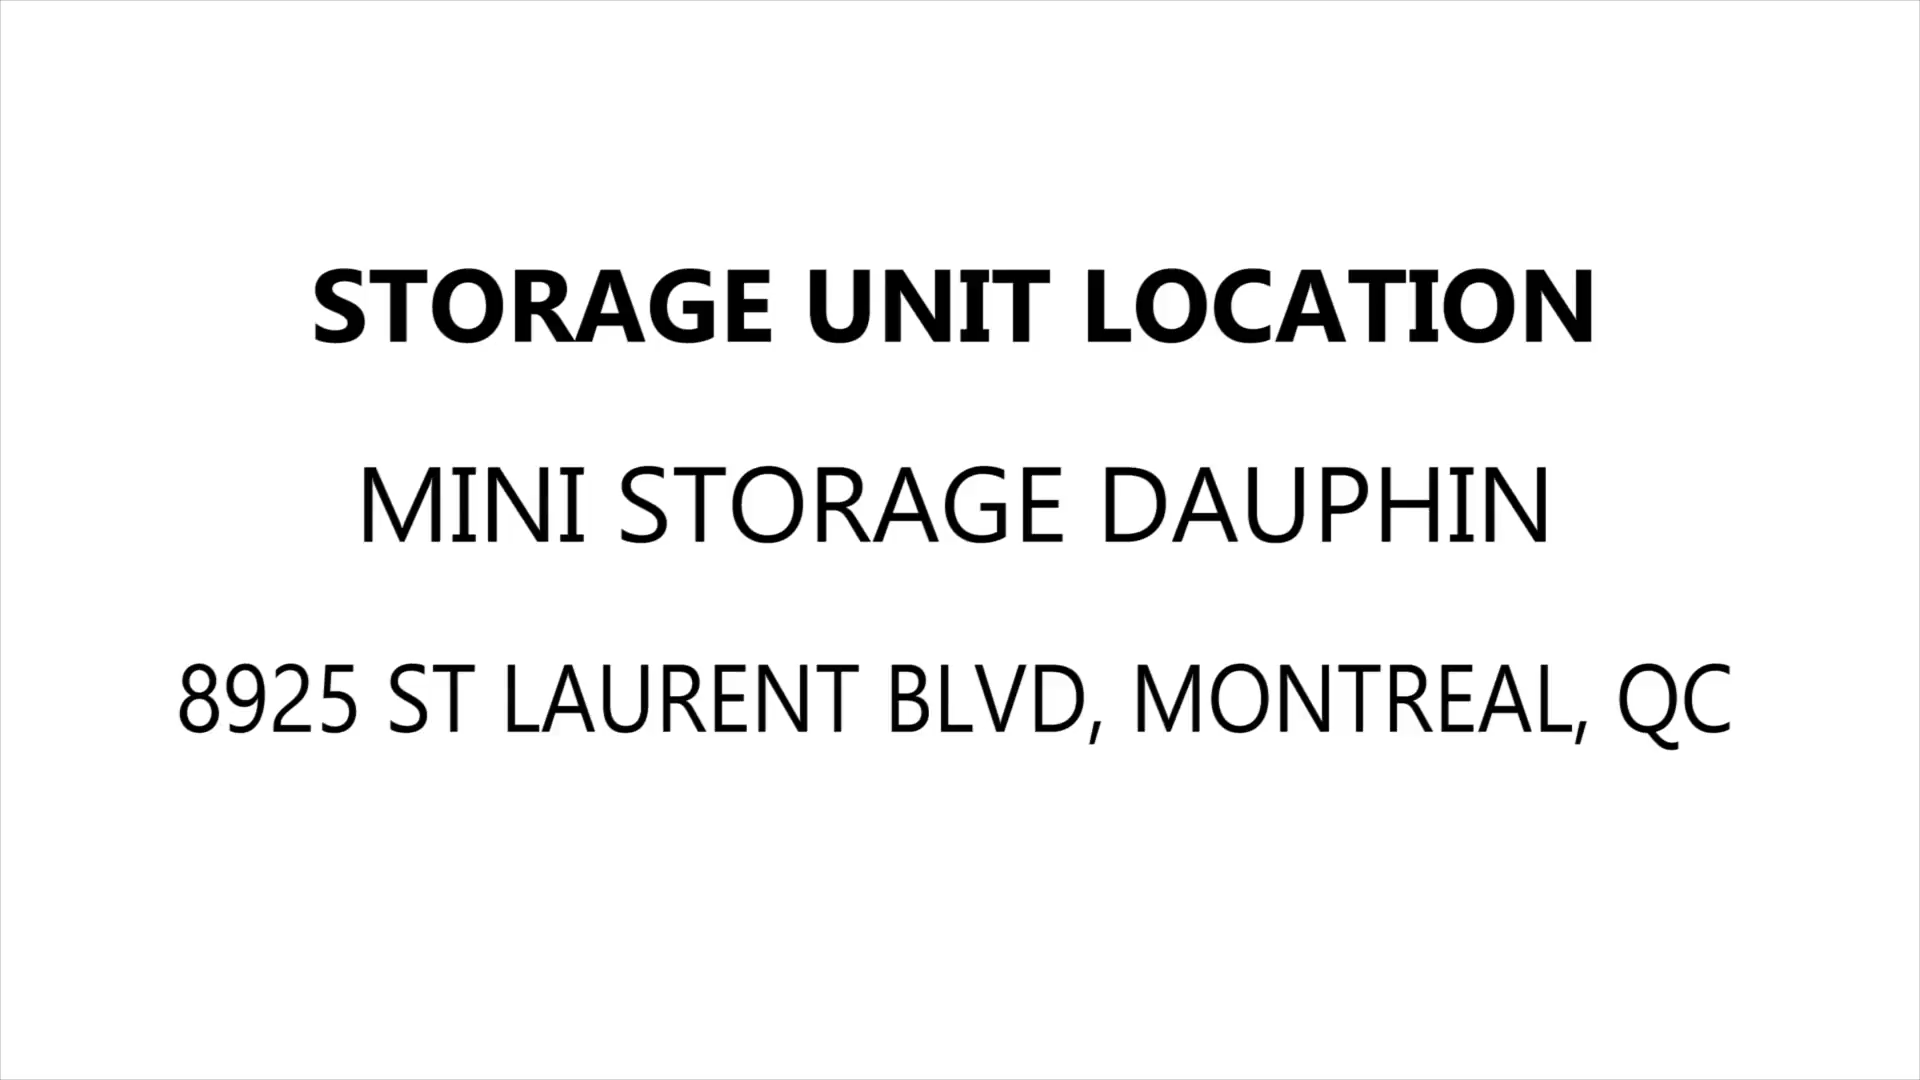 STORAGE UNIT LOCATION
MINI STORAGE DAUPHIN
8925 ST LAURENT BLVD, MONTREAL, QC